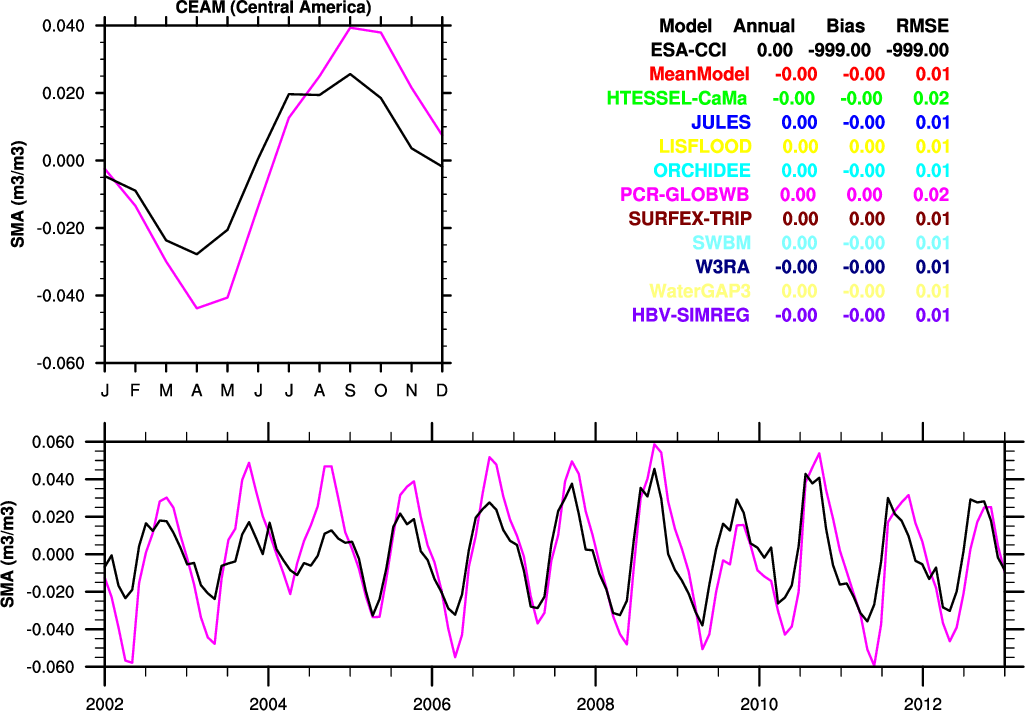 CEAM (Central America)
0.040
0.020
0.000
-0.020
-0.040
-0.060
SMA (m3/m3)
J F M A M J J A S O N D
Model Annual Bias RMSE
ESA-CCI 0.00 -999.00 -999.00
MeanModel -0.00 -0.00 0.01
HTESSEL-CaMa -0.00 -0.00 0.02
JULES 0.00 -0.00 0.01
LISFLOOD 0.00 0.00 0.01
ORCHIDEE 0.00 -0.00 0.01
PCR-GLOBWB 0.00 0.00 0.02
SURFEX-TRIP 0.00 0.00 0.01
SWBM 0.00 -0.00 0.01
W3RA -0.00 -0.00 0.01
WaterGAP3 0.00 -0.00 0.01
HBV-SIMREG -0.00 -0.00 0.01
0.060
0.040
0.020
0.000
-0.020
-0.040
-0.060
SMA (m3/m3)
2002 2004 2006 2008 2010 2012